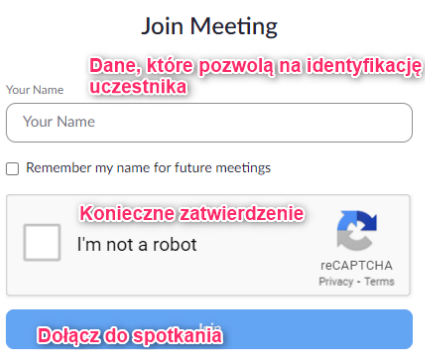 Join Meeting
Dane, które pozwolą na identyfikację
uczestnika
Your Name
Your Name
Remember my name for future meetings
Konieczne zatwierdzenie
I'm not a robot
reCAPTCHA
Privacy - Terms
Dołącz do spotkania